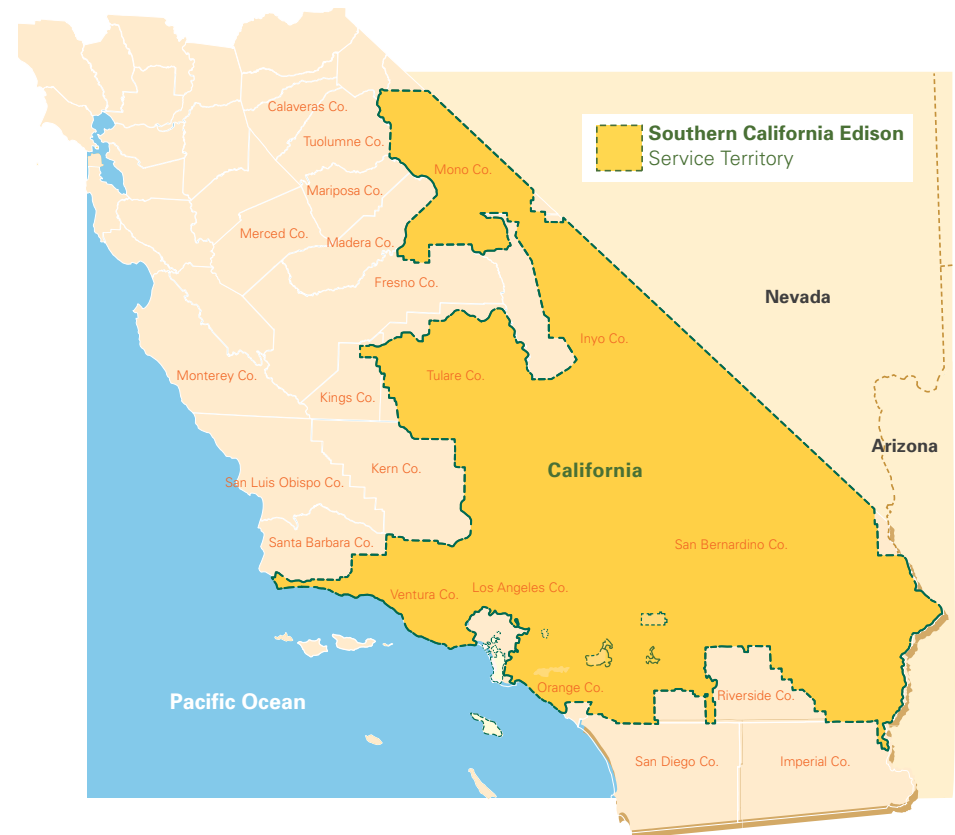 Calaveras Co.
Southern California Edison
Service Territory
Tuolumne Co.
Mono Co.
Mariposa Co.
Merced Co.
Madera Co.
Fresno Co.
Nevada
Inyo Co.
Monterey Co.
Tulare Co.
Kings Co.
Arizona
Kern Co.
California
San Luis Obispo Co.
Santa Barbara Co.
San Bernardino Co.
Los Angeles Co.
Ventura Co.
Orange Co.
Riverside Co.
Pacific Ocean
San Diego Co.
Imperial Co.